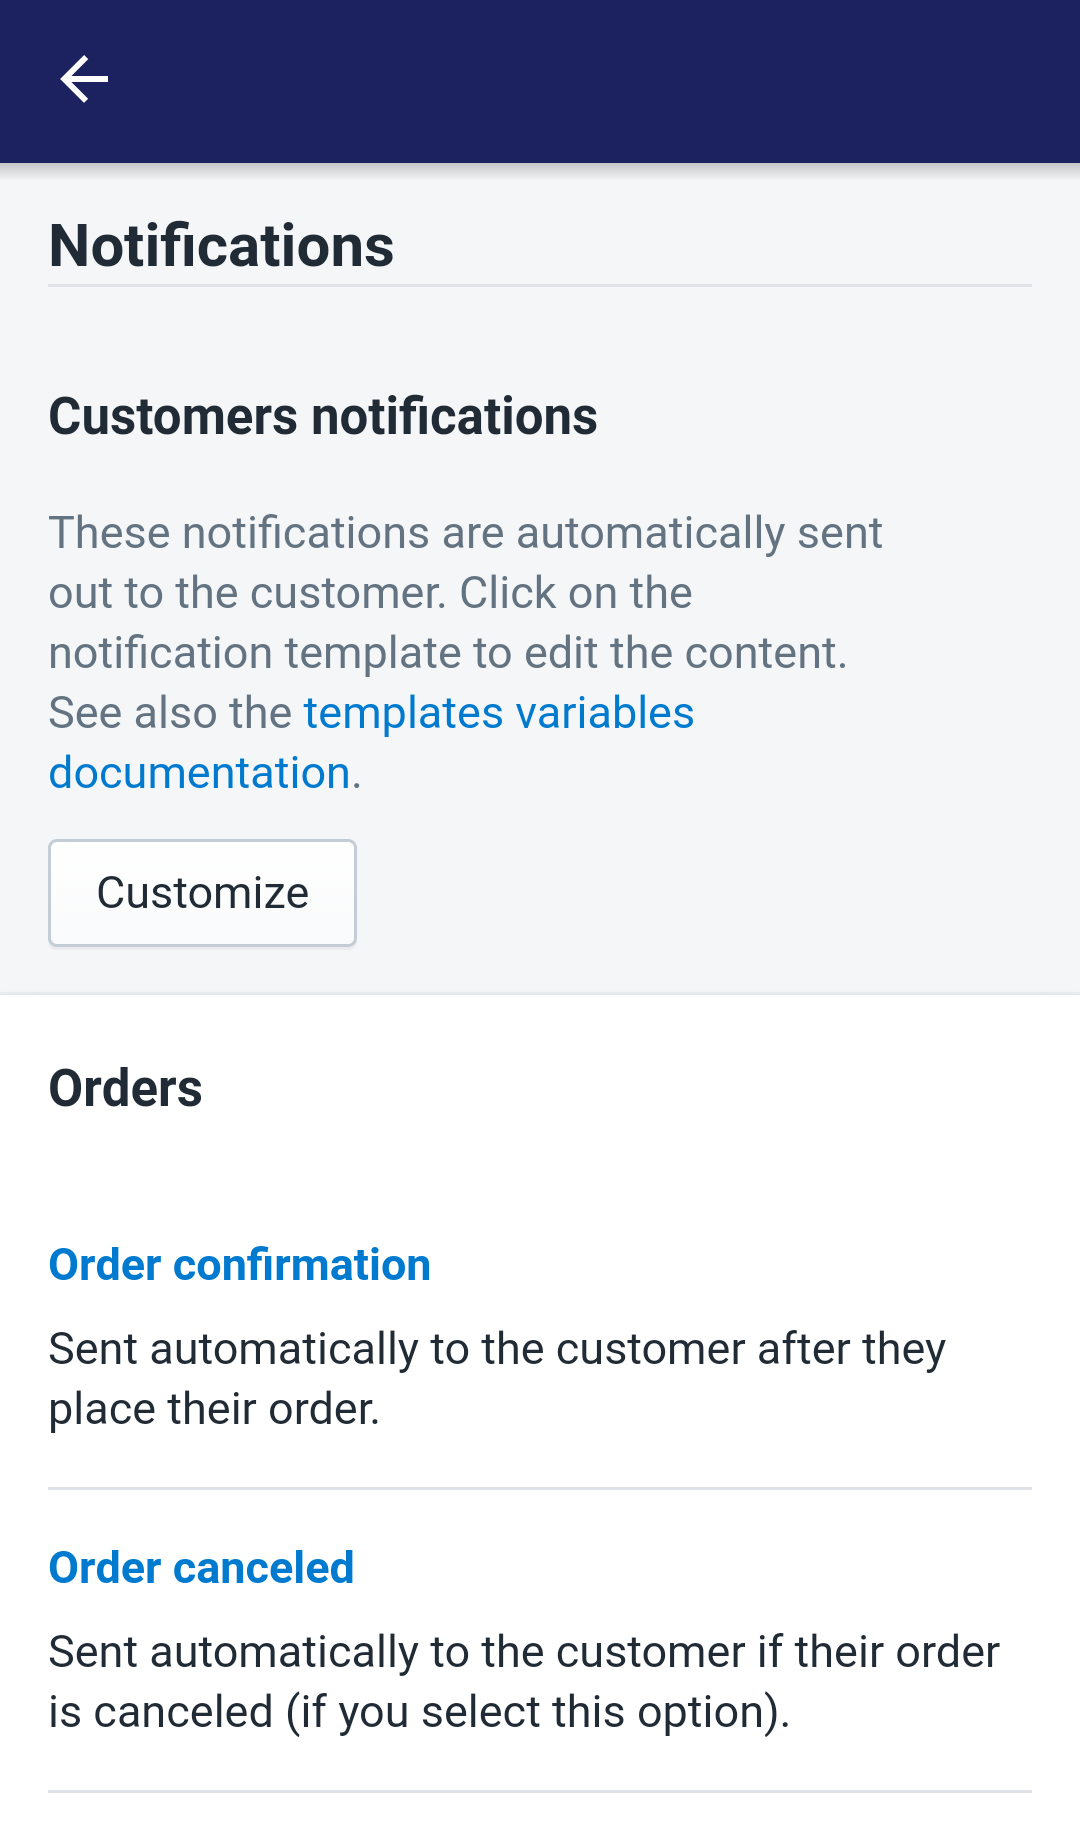 Notifications
Customers notifications
These notifications are automatically sent
out to the customer. Click on the
notification template to edit the content.
See also the templates variables
documentation.
Customize
Orders
Order confirmation
Sent automatically to the customer after they
place their order.
Order canceled
Sent automatically to the customer if their order
is canceled (if you select this option).